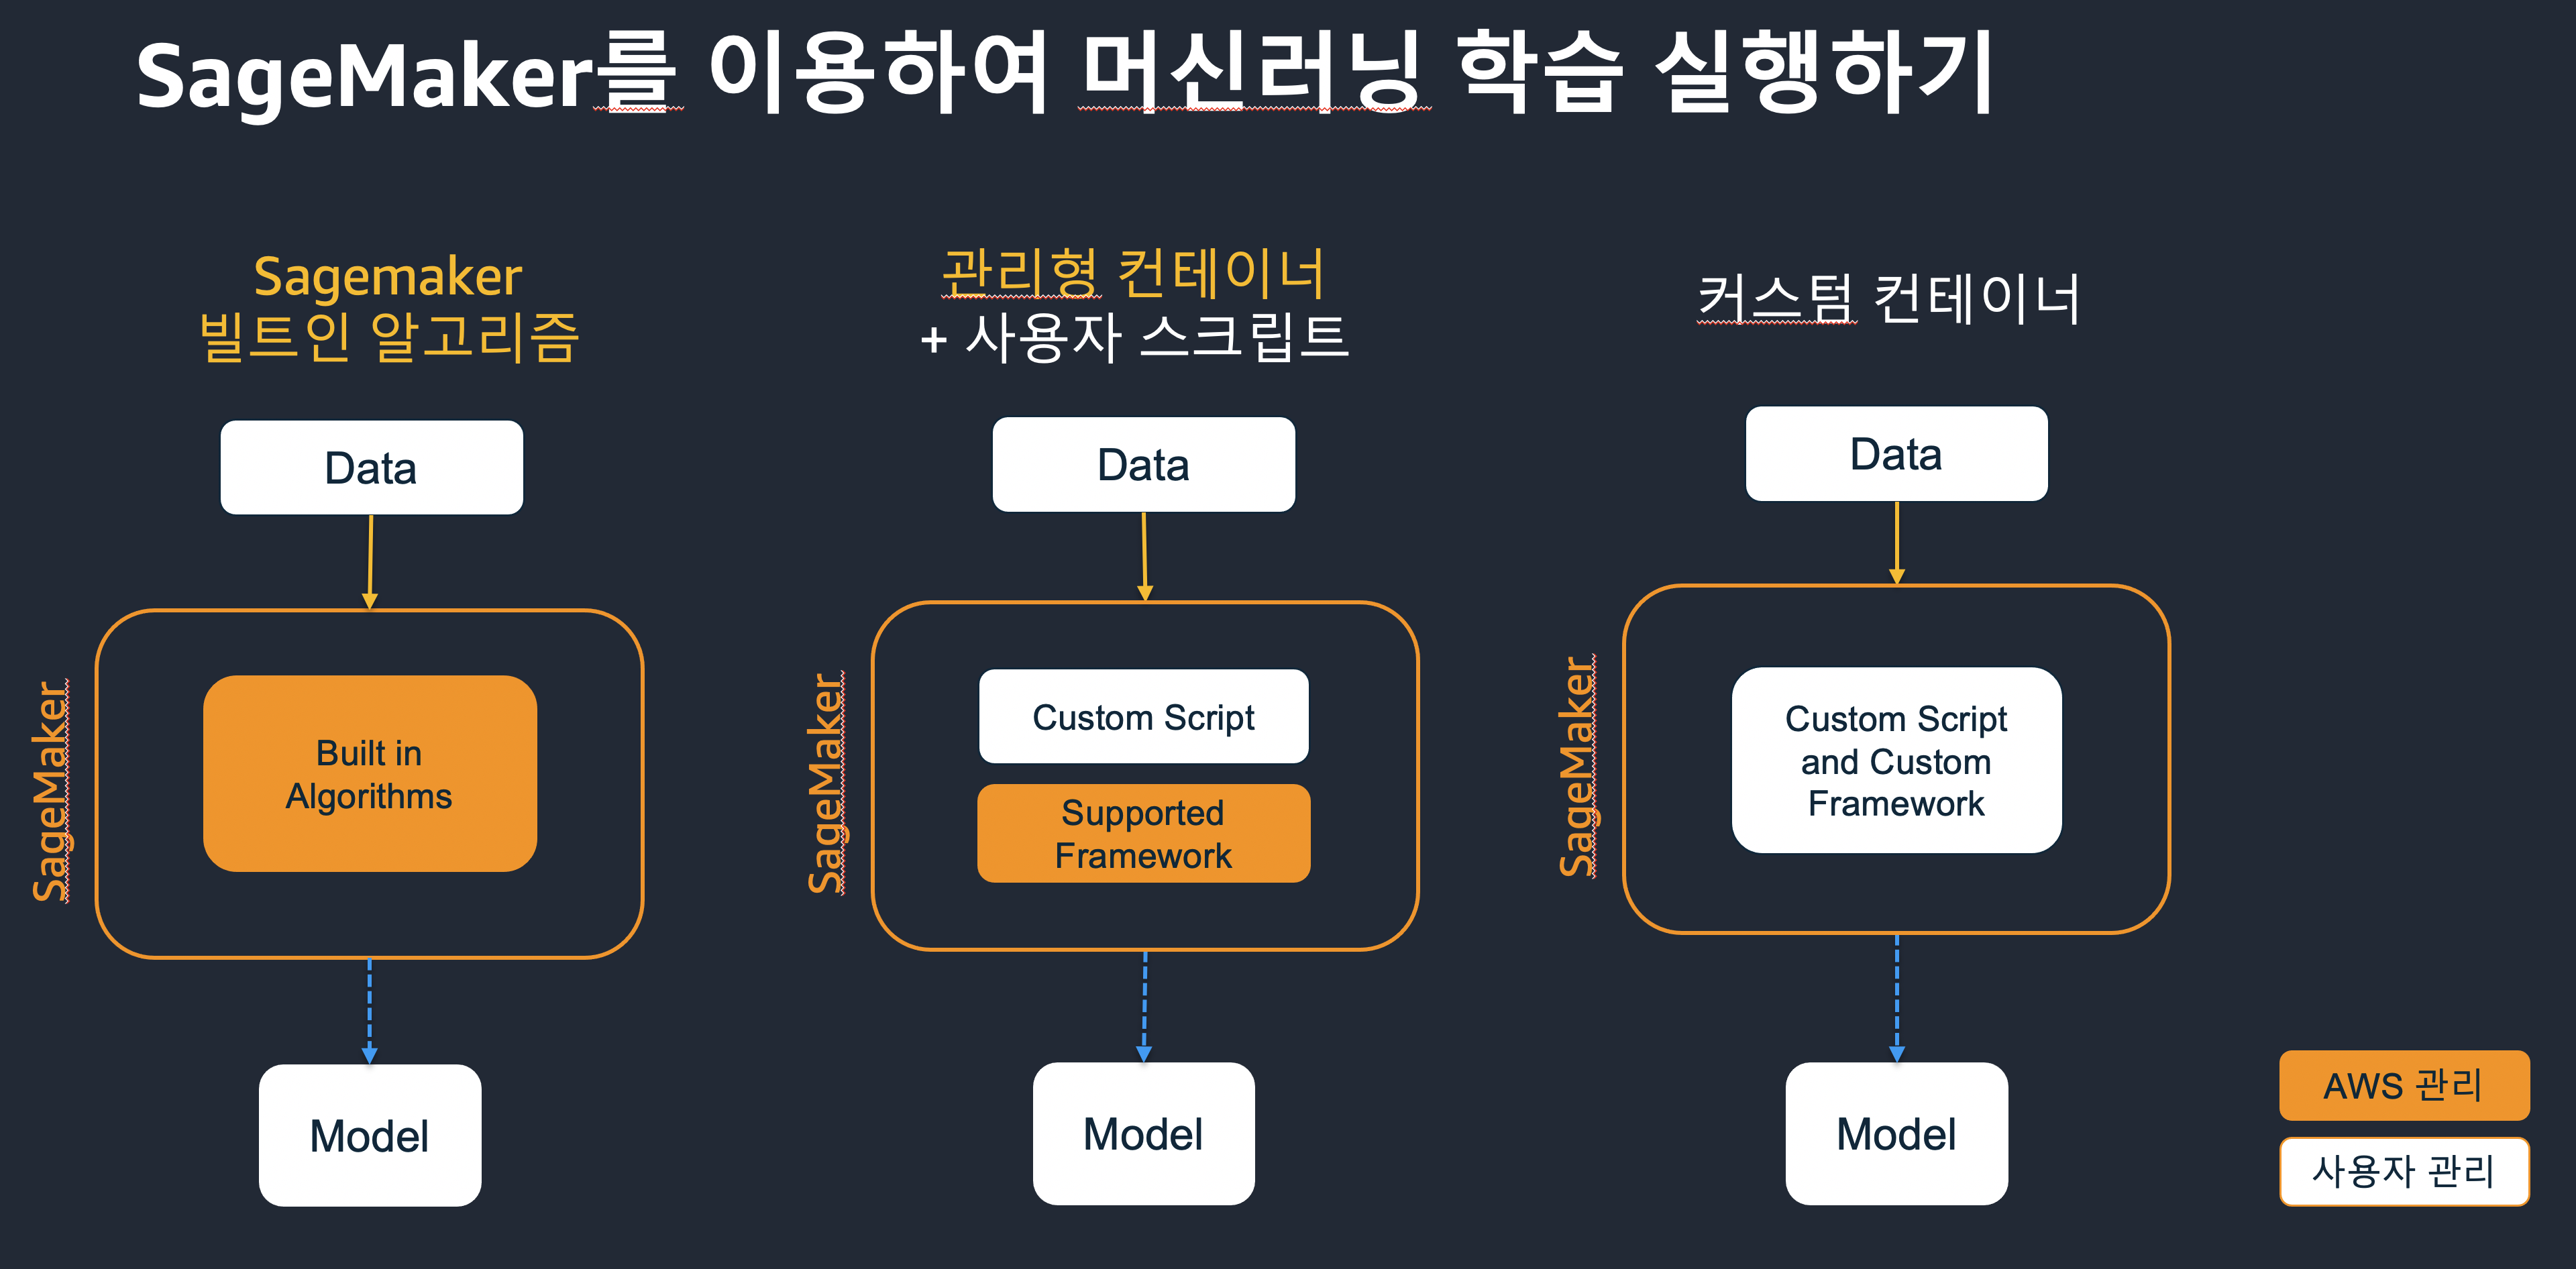 SageMaker를 이용하여 머신러닝 학습 실행하기
Sagemaker
빌트인 알고리즘
Data
SageMaker
Built in
Algorithms
Model
관리형 컨테이너
+ 사용자 스크립트
Data
SageMaker
Custom Script
Supported
Framework
Model
커스텀 컨테이너
Data
SageMaker
Custom Script
and Custom
Framework
Model
AWS 관리
사용자 관리